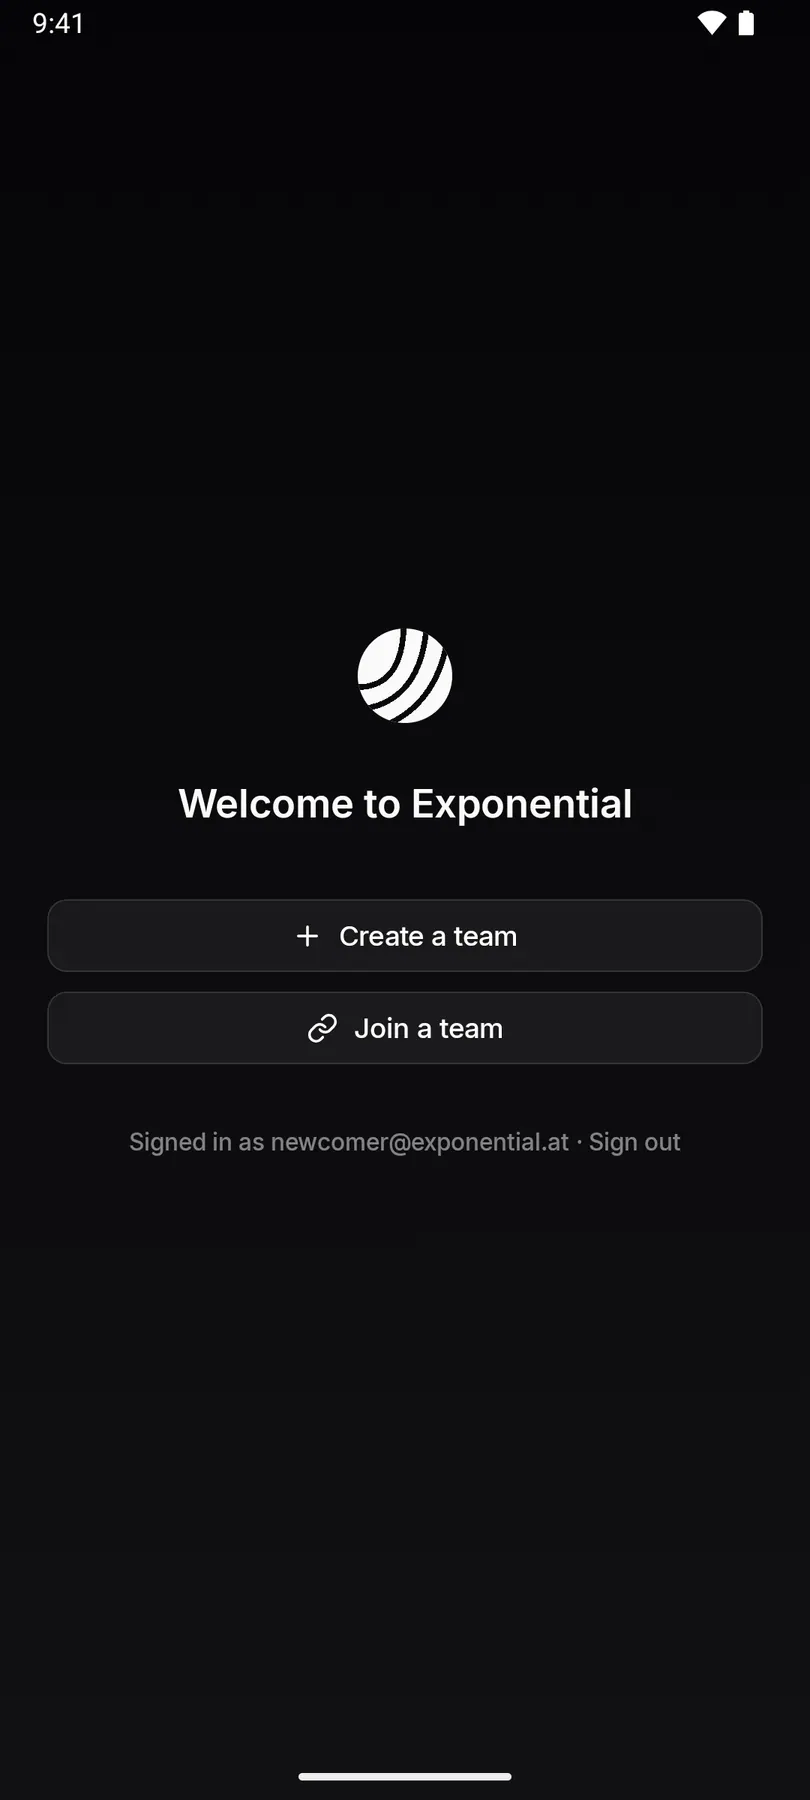 9:41
Welcome to Exponential
Create a team
Join a team
Signed in as newcomer@exponential.at · Sign out